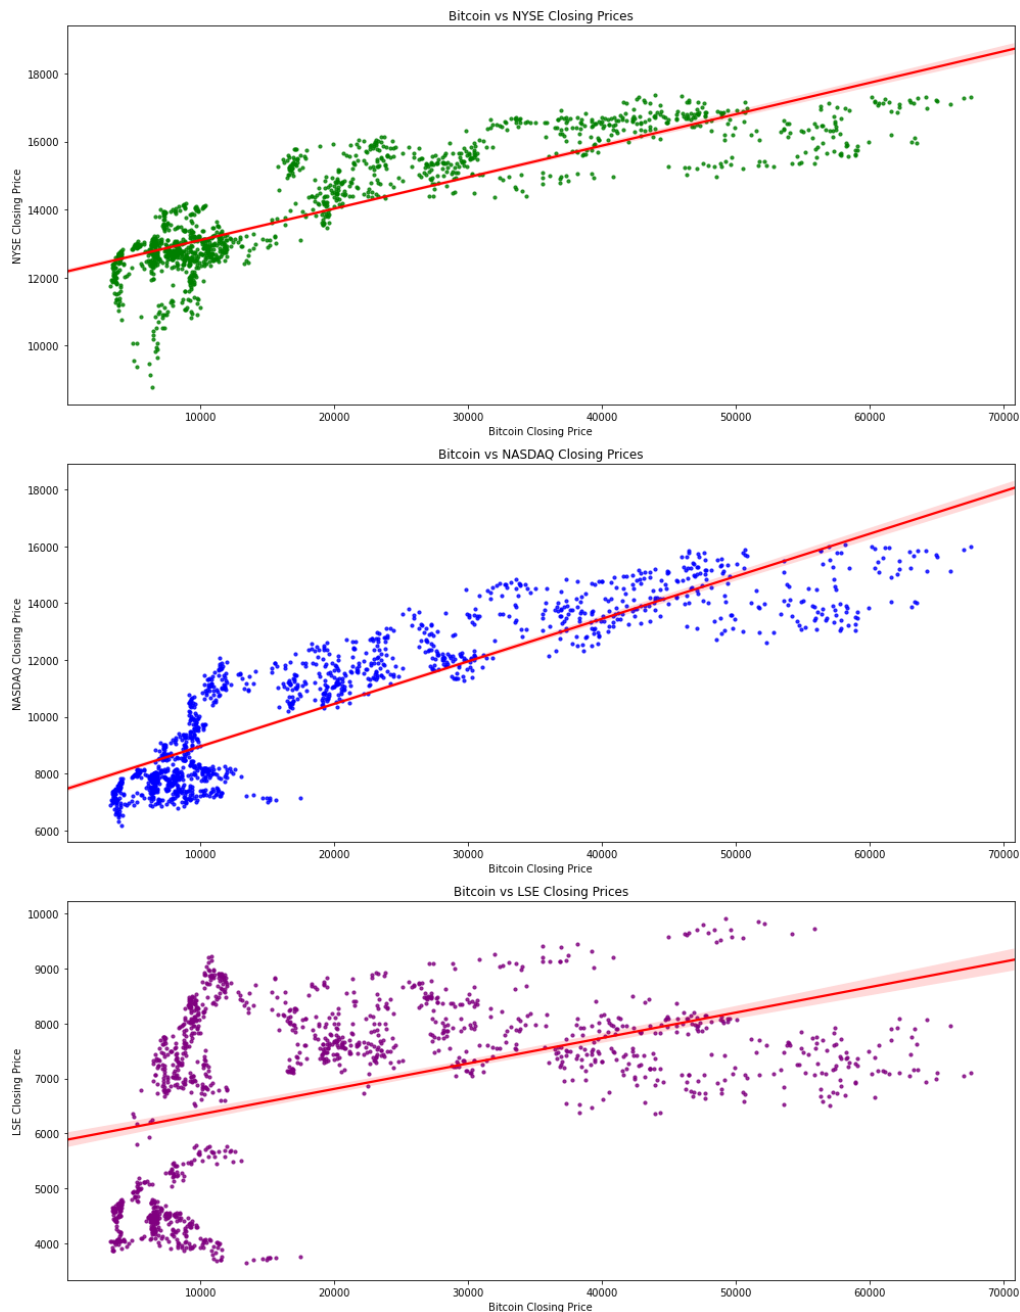 Bitcoin vs NYSE Closing Prices
18000
16000
14000
12000
10000
NYSE Closing Price
10000 20000 30000 40000 50000 60000 70000
Bitcoin Closing Price
Bitcoin vs NASDAQ Closing Prices
18000
16000
14000
12000
10000
8000
6000
NASDAQ Closing Price
10000 20000 30000 40000 50000 60000 70000
Bitcoin Closing Price
Bitcoin vs LSE Closing Prices
10000
9000
8000
7000
6000
5000
4000
LSE Closing Price
10000 20000 30000 40000 50000 60000 70000
Bitcoin Closing Price